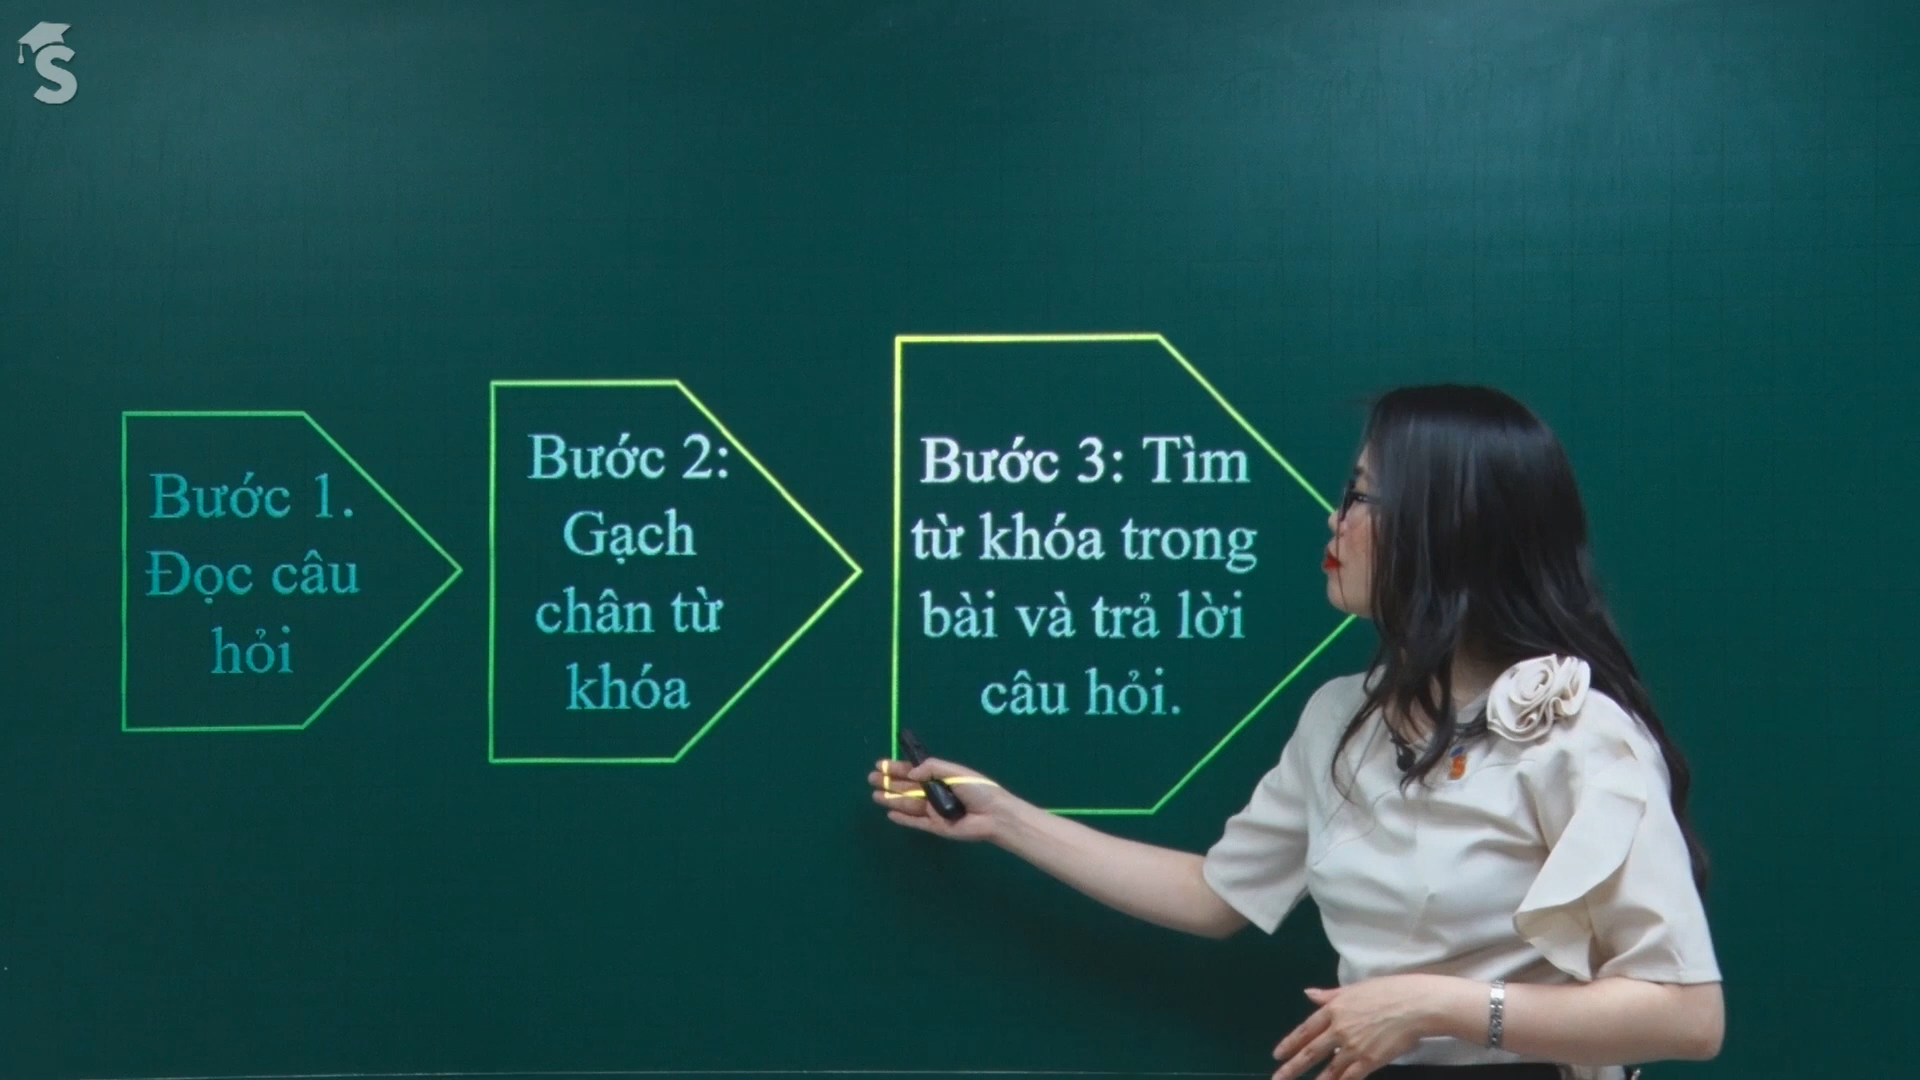 S
Bước 1.
Đọc câu
hỏi
Bước 2:
Gạch
chân từ
khóa
Bước 3: Tìm
từ khóa trong
bài và trả lời
câu hỏi.